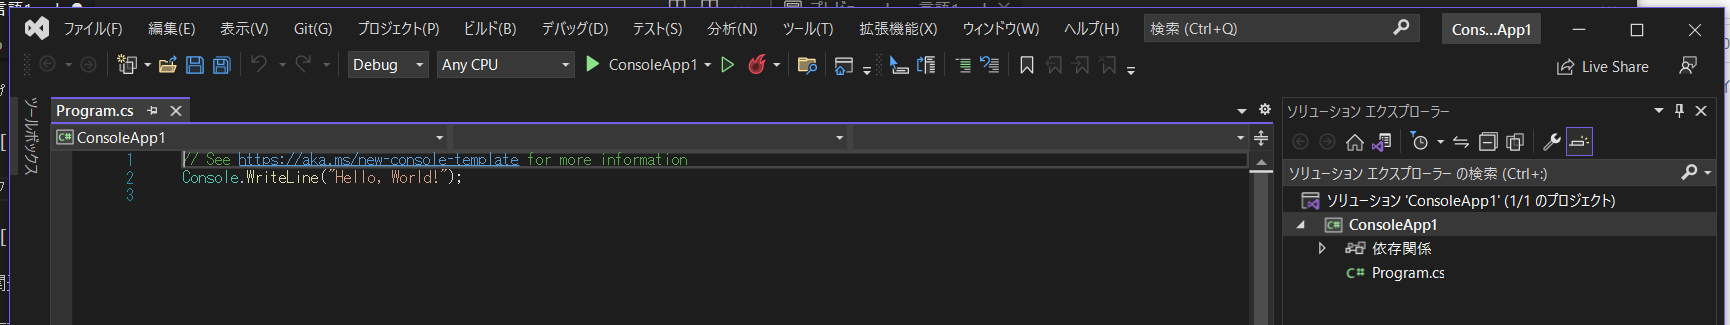 ファイル(F) 編集(E) 表示(V) Git(G) プロジェクト(P) ビルド(B) デバッグ(D) テスト(S) 分析(N) ツール(T) 拡張機能(X) ウィンドウ(W) ヘルプ(H) 検索 (Ctrl+Q) Cons...App1
Debug Any CPU ConsoleApp1 Live Share
ツールボックス
Program.cs
ConsoleApp1
1 // See https://aka.ms/new-console-template for more information
2 Console.WriteLine("Hello, World!");
3
ソリューション エクスプローラー
ソリューション エクスプローラー の検索 (Ctrl+:)
ソリューション 'ConsoleApp1' (1/1 のプロジェクト)
ConsoleApp1
依存関係
C# Program.cs